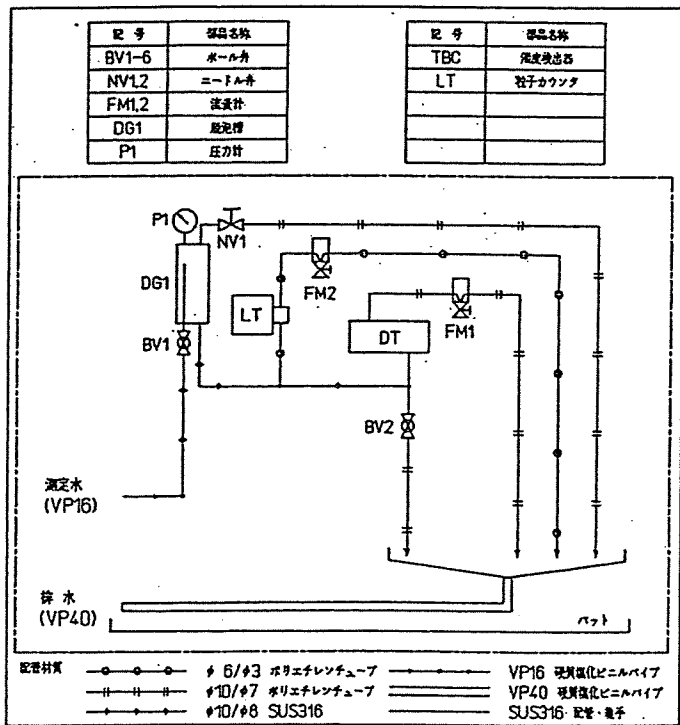 記 号 部品名称
BV1-6 ボール弁
NV1,2 ニードル弁
FM1,2 流量計
DG1 脱泡槽
P1 圧力計
記 号 部品名称
TBC 濁度検出器
LT 粒子カウンタ
P1
NV1
DG1
FM2
LT
FM1
DT
BV1
BV2
測定水
(VP16)
排 水
(VP40)
バット
配管材質
φ6/φ3 ポリエチレンチューブ
VP16 硬質塩化ビニルパイプ
φ10/φ7 ポリエチレンチューブ
VP40 硬質塩化ビニルパイプ
φ10/φ8 SUS316
SUS316 配管・継手